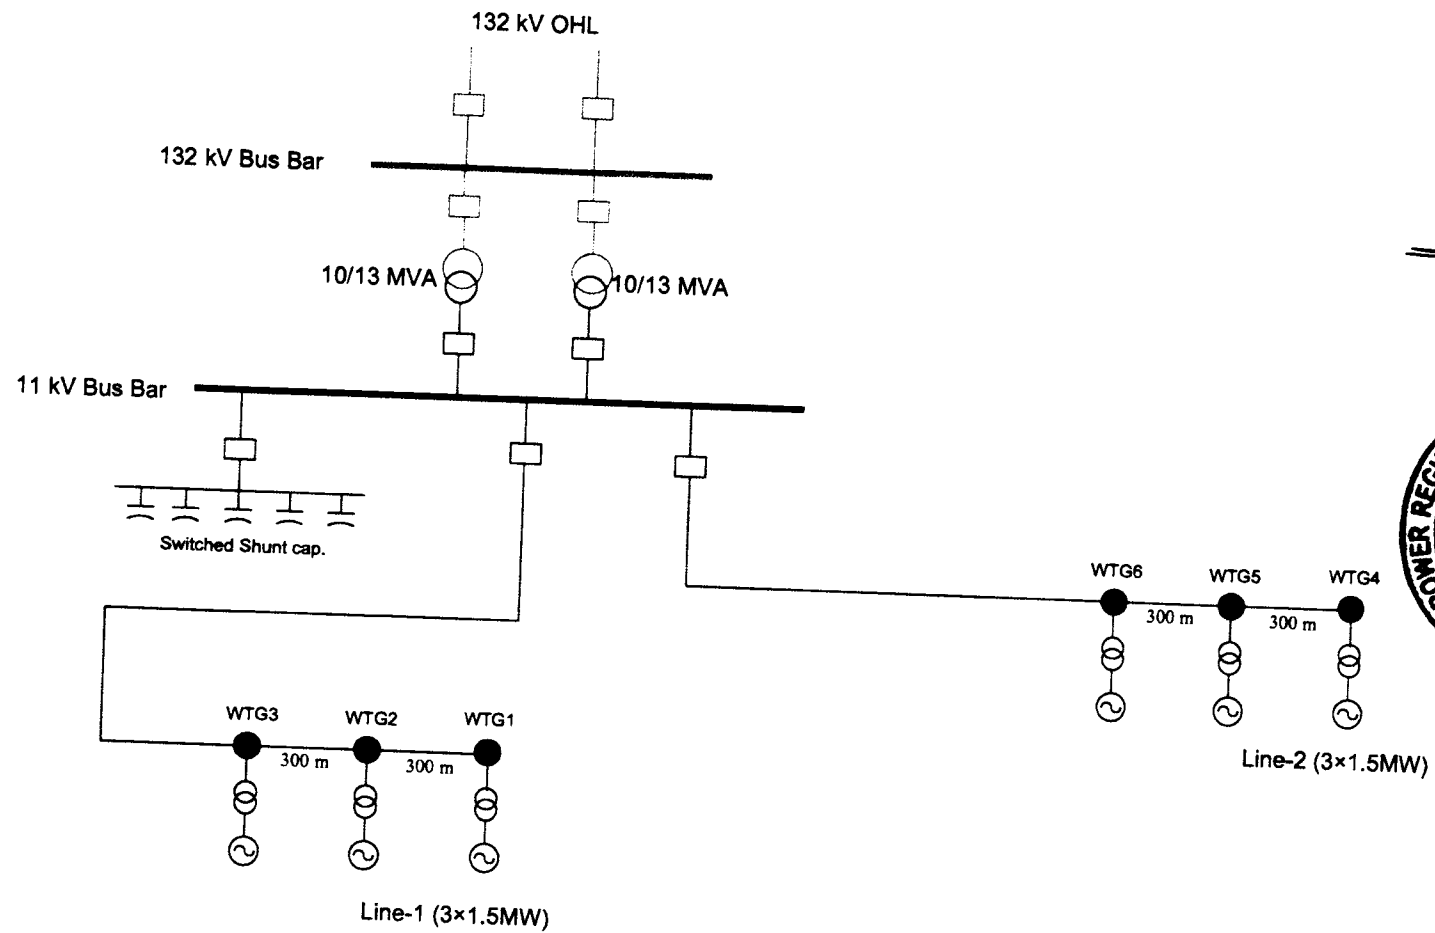 132 kV OHL
132 kV Bus Bar
10/13 MVA
10/13 MVA
11 kV Bus Bar
Switched Shunt cap.
WTG6
WTG5
WTG4
300 m
300 m
WTG3
WTG2
WTG1
300 m
300 m
Line-2 (3×1.5MW)
Line-1 (3×1.5MW)
POWER